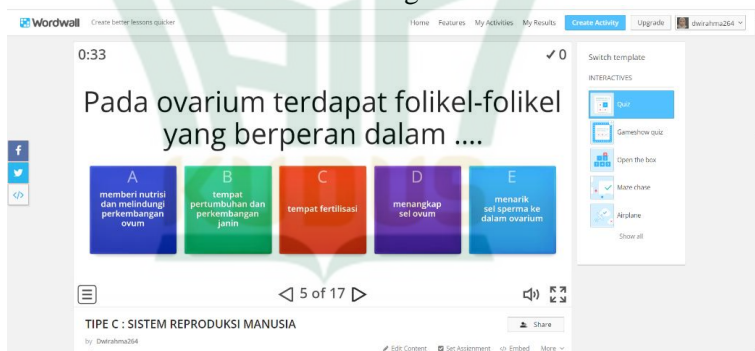 Wordwall Create better lessons quicker Home Features My Activities My Results Create Activity Upgrade dwirahma264
0:33 ✓0
Pada ovarium terdapat folikel-folikel
yang berperan dalam ....
A
memberi nutrisi
dan melindungi
perkembangan
ovum
B
tempat
pertumbuhan dan
perkembangan
janin
C
tempat fertilisasi
D
menangkap
sel ovum
E
menarik
sel sperma ke
dalam ovarium
5 of 17
TIPE C : SISTEM REPRODUKSI MANUSIA
Share
by Dwirahma264
Edit Content Set Assignment Embed More
Switch template
INTERACTIVES
Quiz
Gameshow quiz
Open the box
Maze chase
Airplane
Show all
KUDUS